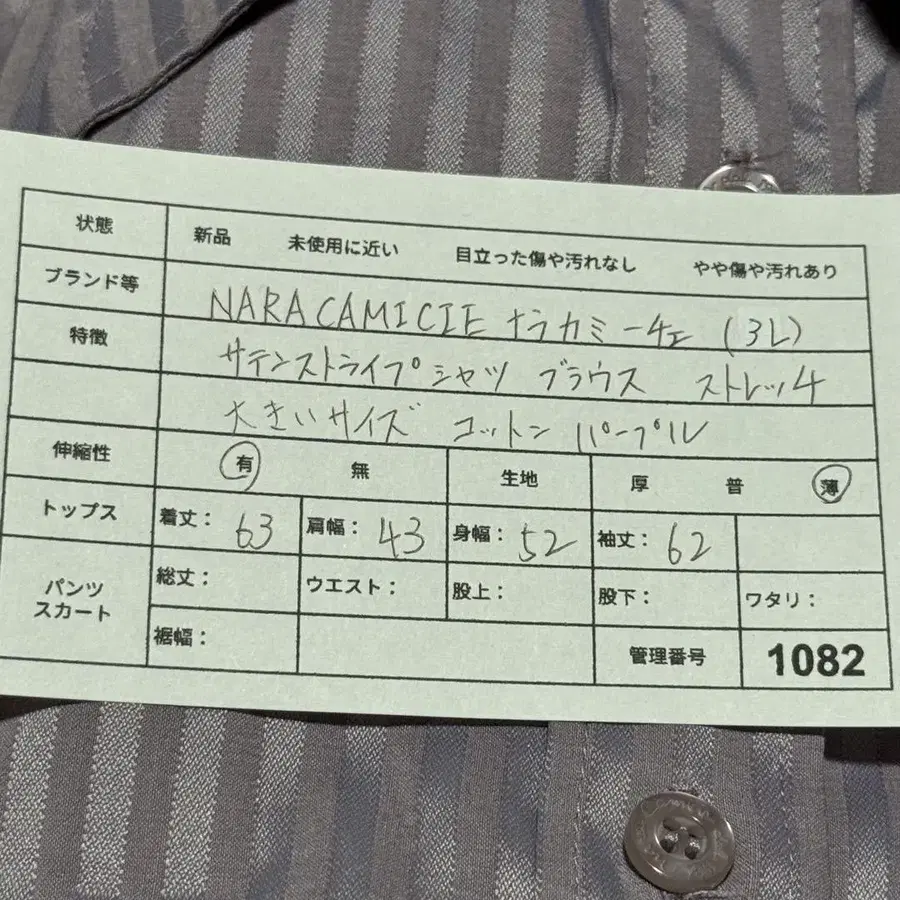 状態 新品 未使用に近い 目立った傷や汚れなし やや傷や汚れあり
ブランド等 NARACAMICIE ナラカミーチェ (3L)
特徴 サテンストライプシャツ ブラウス ストレッチ
大きいサイズ コットン パープル
伸縮性 有 無 生地 厚 普 薄
トップス 着丈: 63 肩幅: 43 身幅: 52 袖丈: 62
パンツ スカート 総丈: ウエスト: 股上: 股下: ワタリ:
裾幅: 管理番号 1082